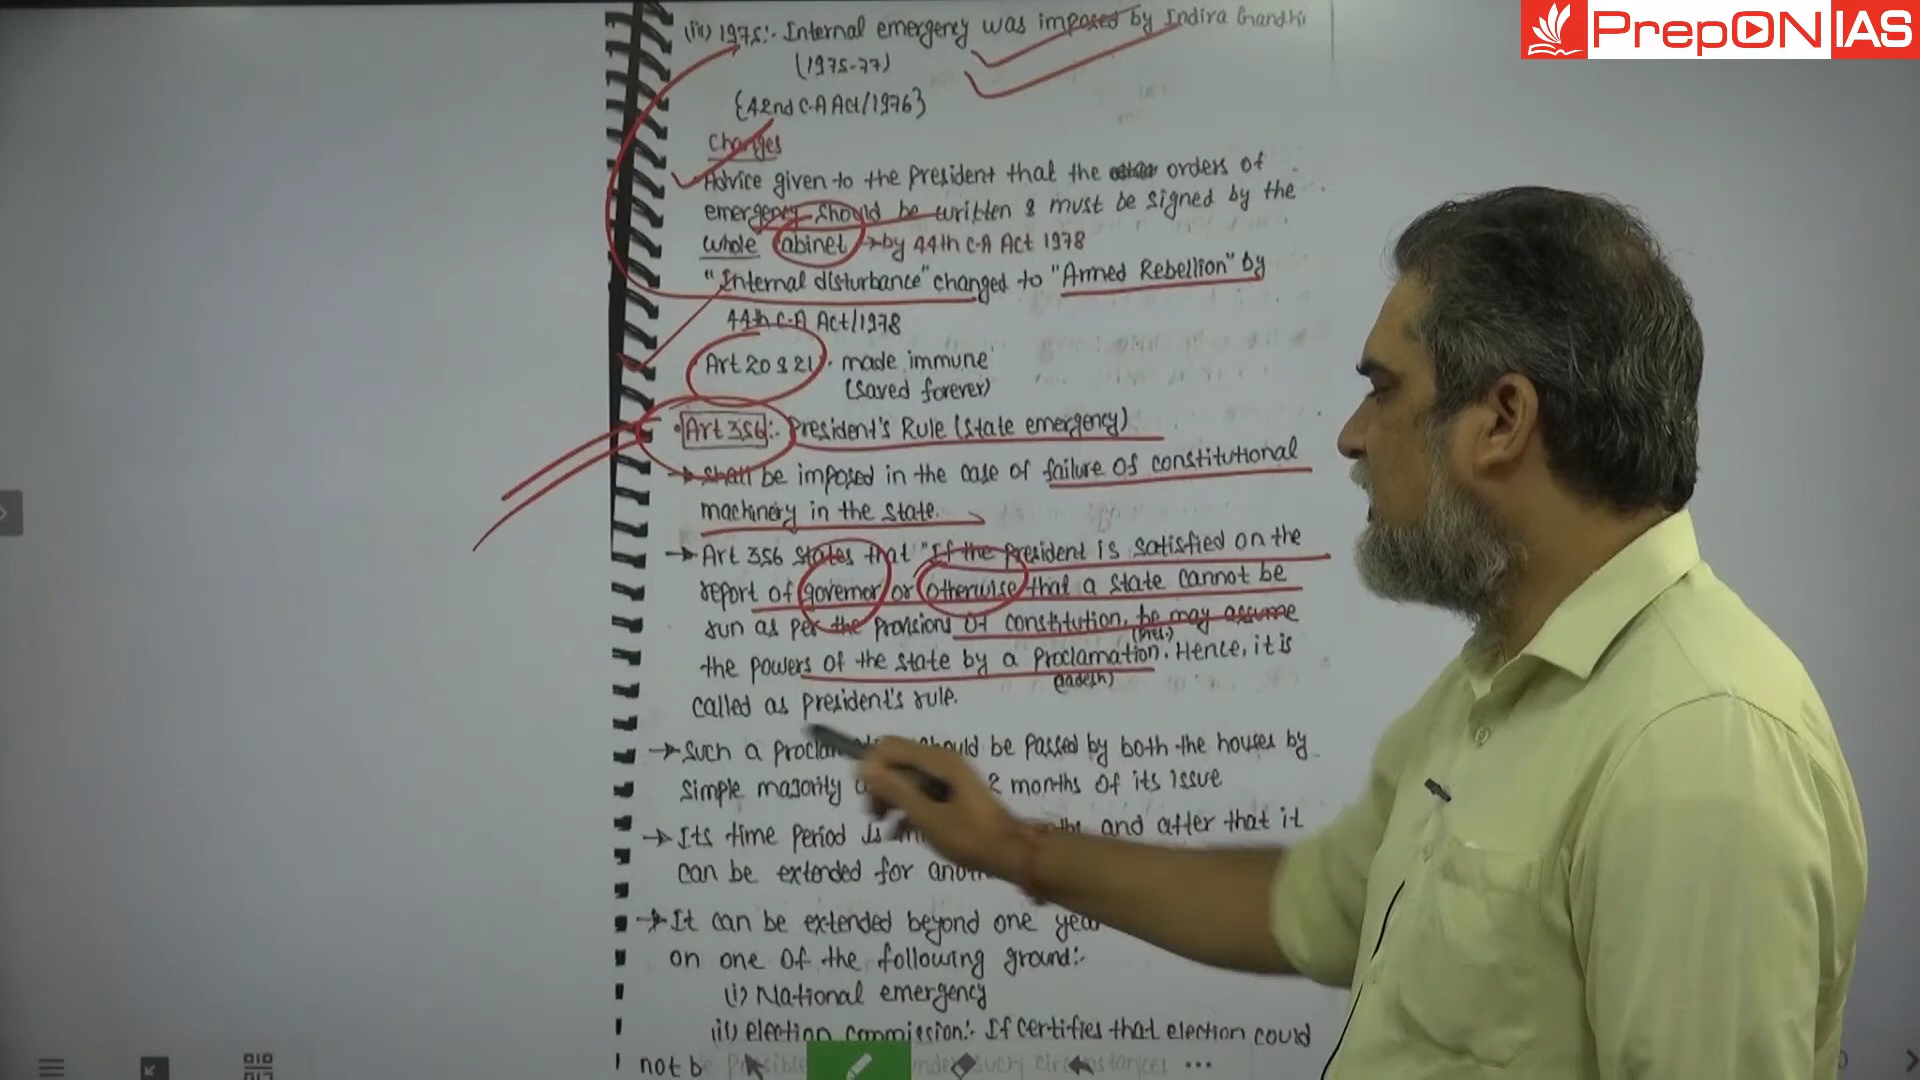 PrepON IAS
(iii) 1975:- Internal emergency was imposed by Indira Gandhi
(1975-77)
{42nd C.A Act/1976}
Changes
Advice given to the President that the orders of
emergency should be written & must be signed by the
whole Cabinet → by 44th C.A Act 1978
"Internal disturbance" changed to "Armed Rebellion" by
44th C.A Act/1978
Art 20 & 21 · made immune
(saved forever)
• Art 356:- President's Rule (state emergency)
→ shall be imposed in the case of failure of constitutional
machinery in the state.
→ Art 356 states that "If the president is satisfied on the
report of governor or otherwise that a state cannot be
run as per the provisions of constitution, he may assume
(Pres.)
the powers of the state by a Proclamation. Hence, it is
called as president's rule.
→ Such a should be passed by both the houses by
simple majority 2 months of its issue
→ Its time period is and after that it
can be extended for
→ It can be extended beyond one year
on one of the following ground:-
(i) National emergency
(ii) election commission:- If certifies that election could
not be possible under such circumstances